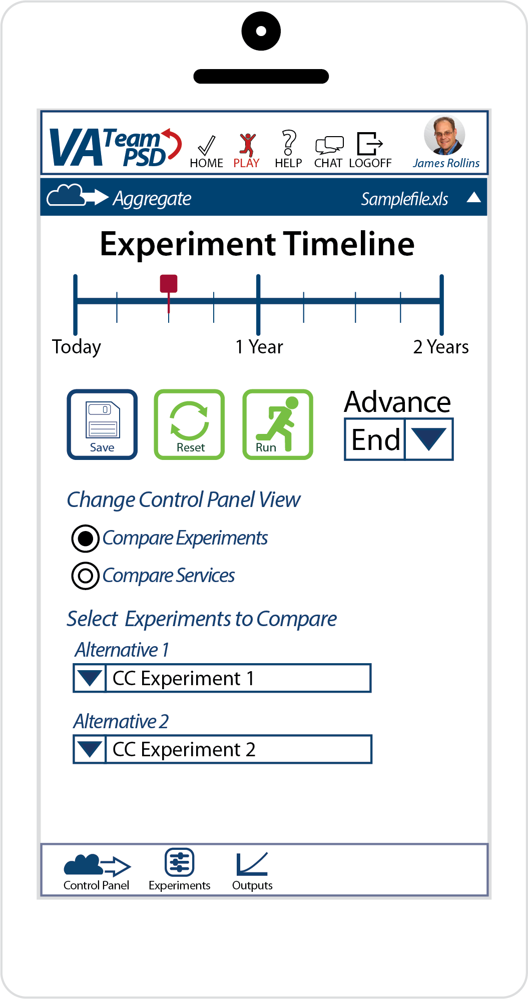 VA Team PSD
HOME PLAY HELP CHAT LOGOFF James Rollins
Aggregate Samplefile.xls
Experiment Timeline
Today 1 Year 2 Years
Advance
Save Reset Run End
Change Control Panel View
Compare Experiments
Compare Services
Select Experiments to Compare
Alternative 1
CC Experiment 1
Alternative 2
CC Experiment 2
Control Panel Experiments Outputs